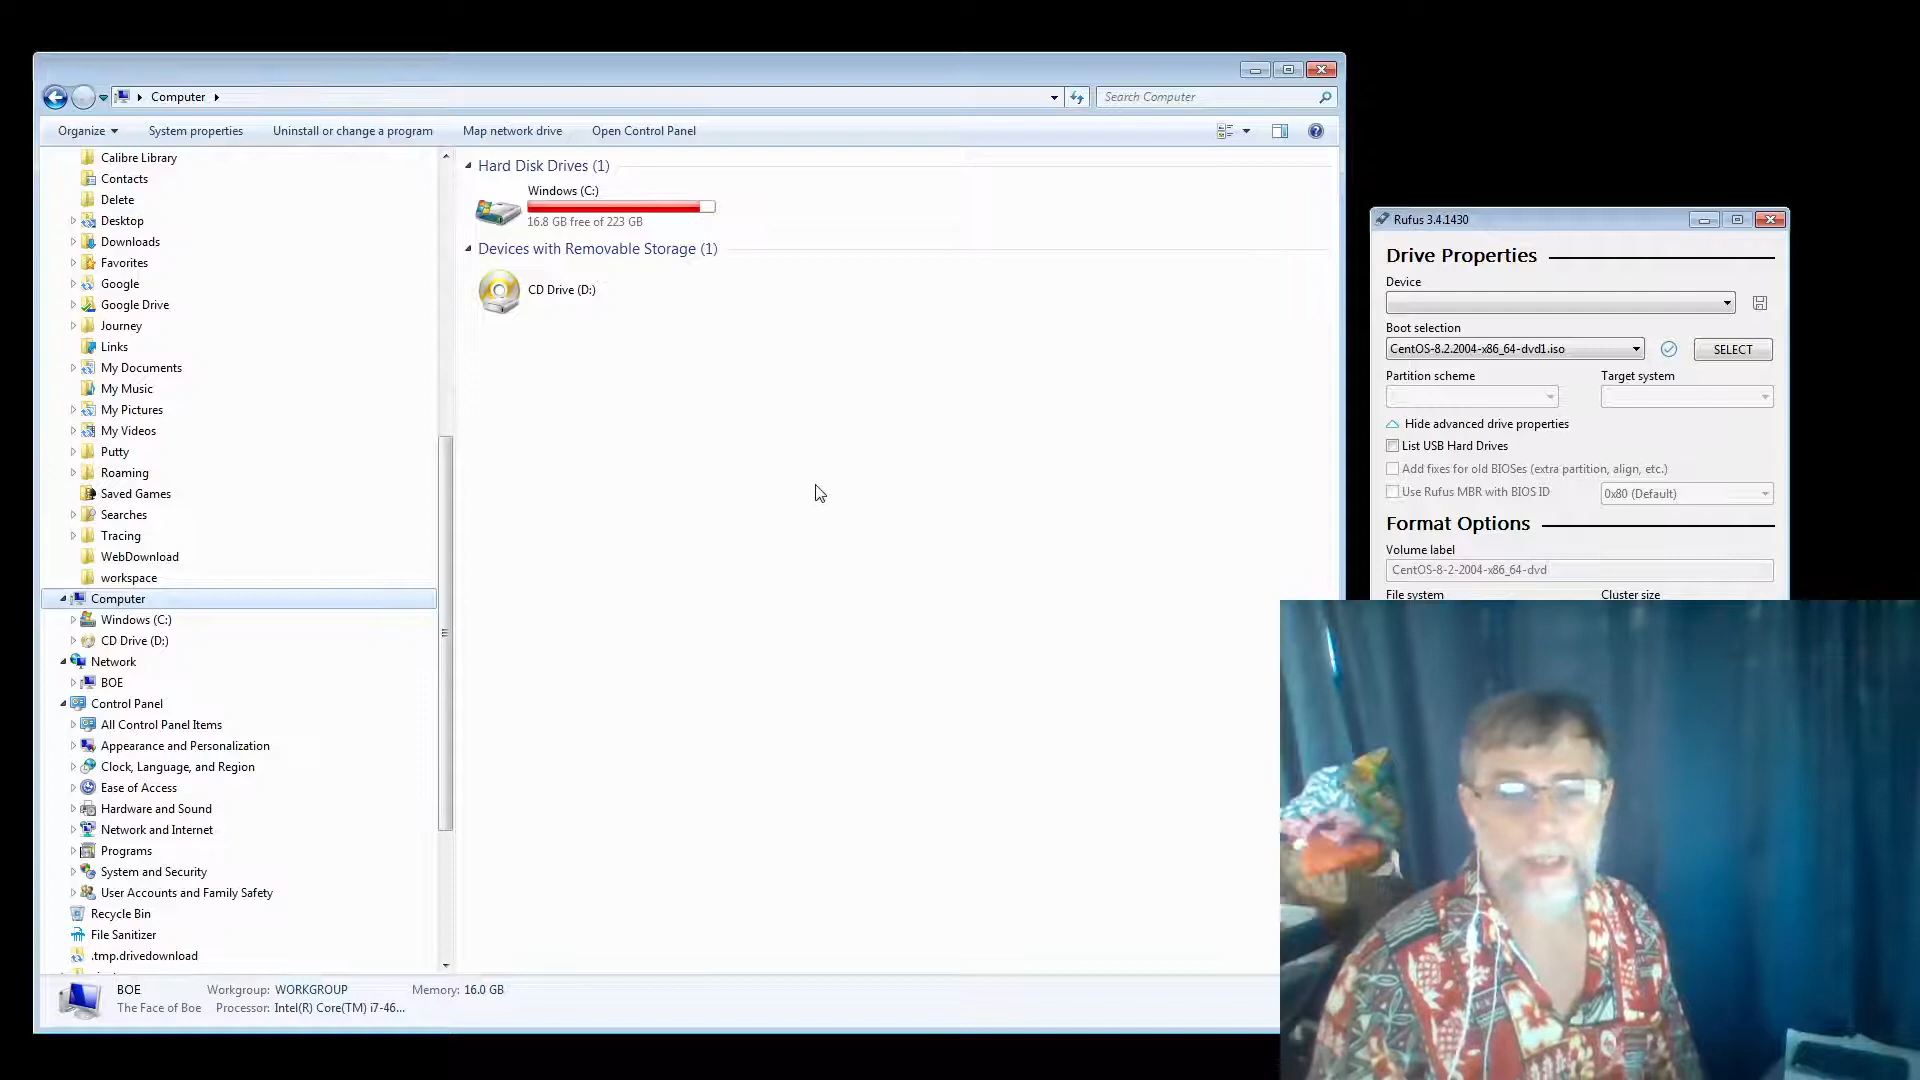 Computer
Search Computer
Organize
System properties
Uninstall or change a program
Map network drive
Open Control Panel
Calibre Library
Contacts
Delete
Desktop
Downloads
Favorites
Google
Google Drive
Journey
Links
My Documents
My Music
My Pictures
My Videos
Putty
Roaming
Saved Games
Searches
Tracing
WebDownload
workspace
Computer
Windows (C:)
CD Drive (D:)
Network
BOE
Control Panel
All Control Panel Items
Appearance and Personalization
Clock, Language, and Region
Ease of Access
Hardware and Sound
Network and Internet
Programs
System and Security
User Accounts and Family Safety
Recycle Bin
File Sanitizer
.tmp.drivedownload
Hard Disk Drives (1)
Windows (C:)
16.8 GB free of 223 GB
Devices with Removable Storage (1)
CD Drive (D:)
BOE Workgroup: WORKGROUP Memory: 16.0 GB
The Face of Boe Processor: Intel(R) Core(TM) i7-46...
Rufus 3.4.1430
Drive Properties
Device
Boot selection
CentOS-8.2.2004-x86_64-dvd1.iso
SELECT
Partition scheme Target system
Hide advanced drive properties
List USB Hard Drives
Add fixes for old BIOSes (extra partition, align, etc.)
Use Rufus MBR with BIOS ID 0x80 (Default)
Format Options
Volume label
CentOS-8-2-2004-x86_64-dvd
File system Cluster size